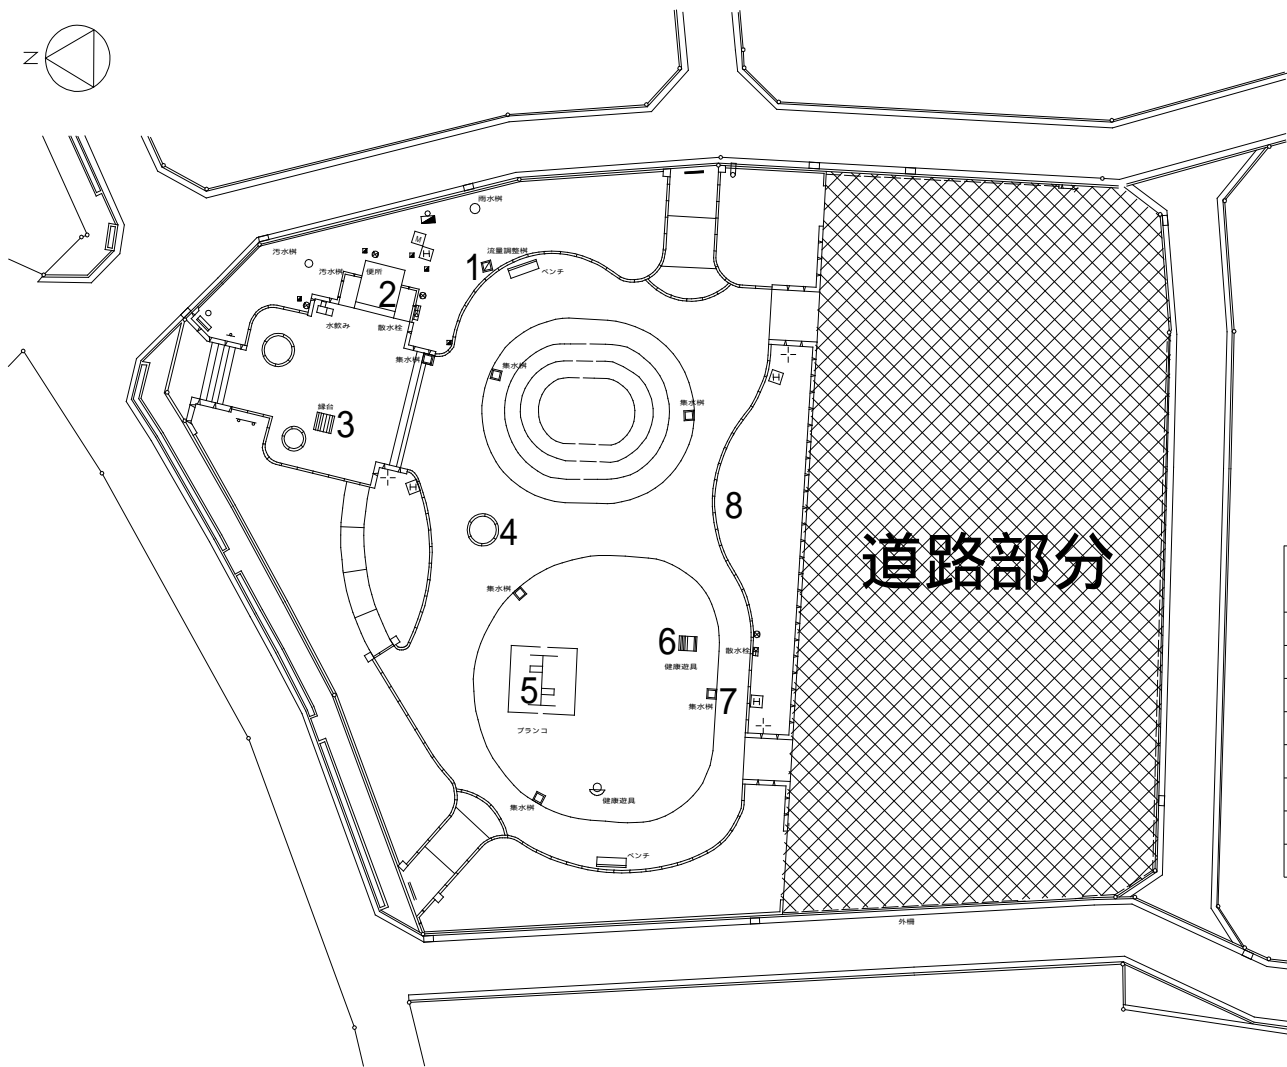 N
雨水桝
M
H
汚水桝
流量調整桝
1
ベンチ
汚水桝
便所
2
水飲み
散水栓
集水桝
集水桝
H
縁台
3
集水桝
H
8
4
道路部分
集水桝
6
散水栓
健康遊具
5
7
H
集水桝
ブランコ
健康遊具
集水桝
ベンチ
外柵